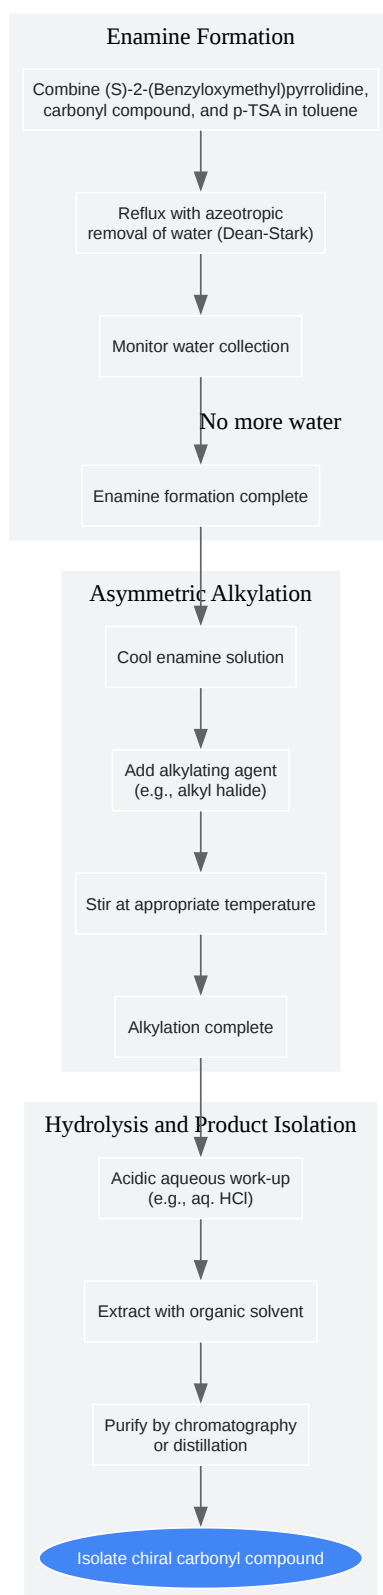 Enamine Formation
Combine (S)-2-(Benzyloxymethyl)pyrrolidine,
carbonyl compound, and p-TSA in toluene
Reflux with azeotropic
removal of water (Dean-Stark)
Monitor water collection
No more water
Enamine formation complete
Asymmetric Alkylation
Cool enamine solution
Add alkylating agent
(e.g., alkyl halide)
Stir at appropriate temperature
Alkylation complete
Hydrolysis and Product Isolation
Acidic aqueous work-up
(e.g., aq. HCl)
Extract with organic solvent
Purify by chromatography
or distillation
Isolate chiral carbonyl compound